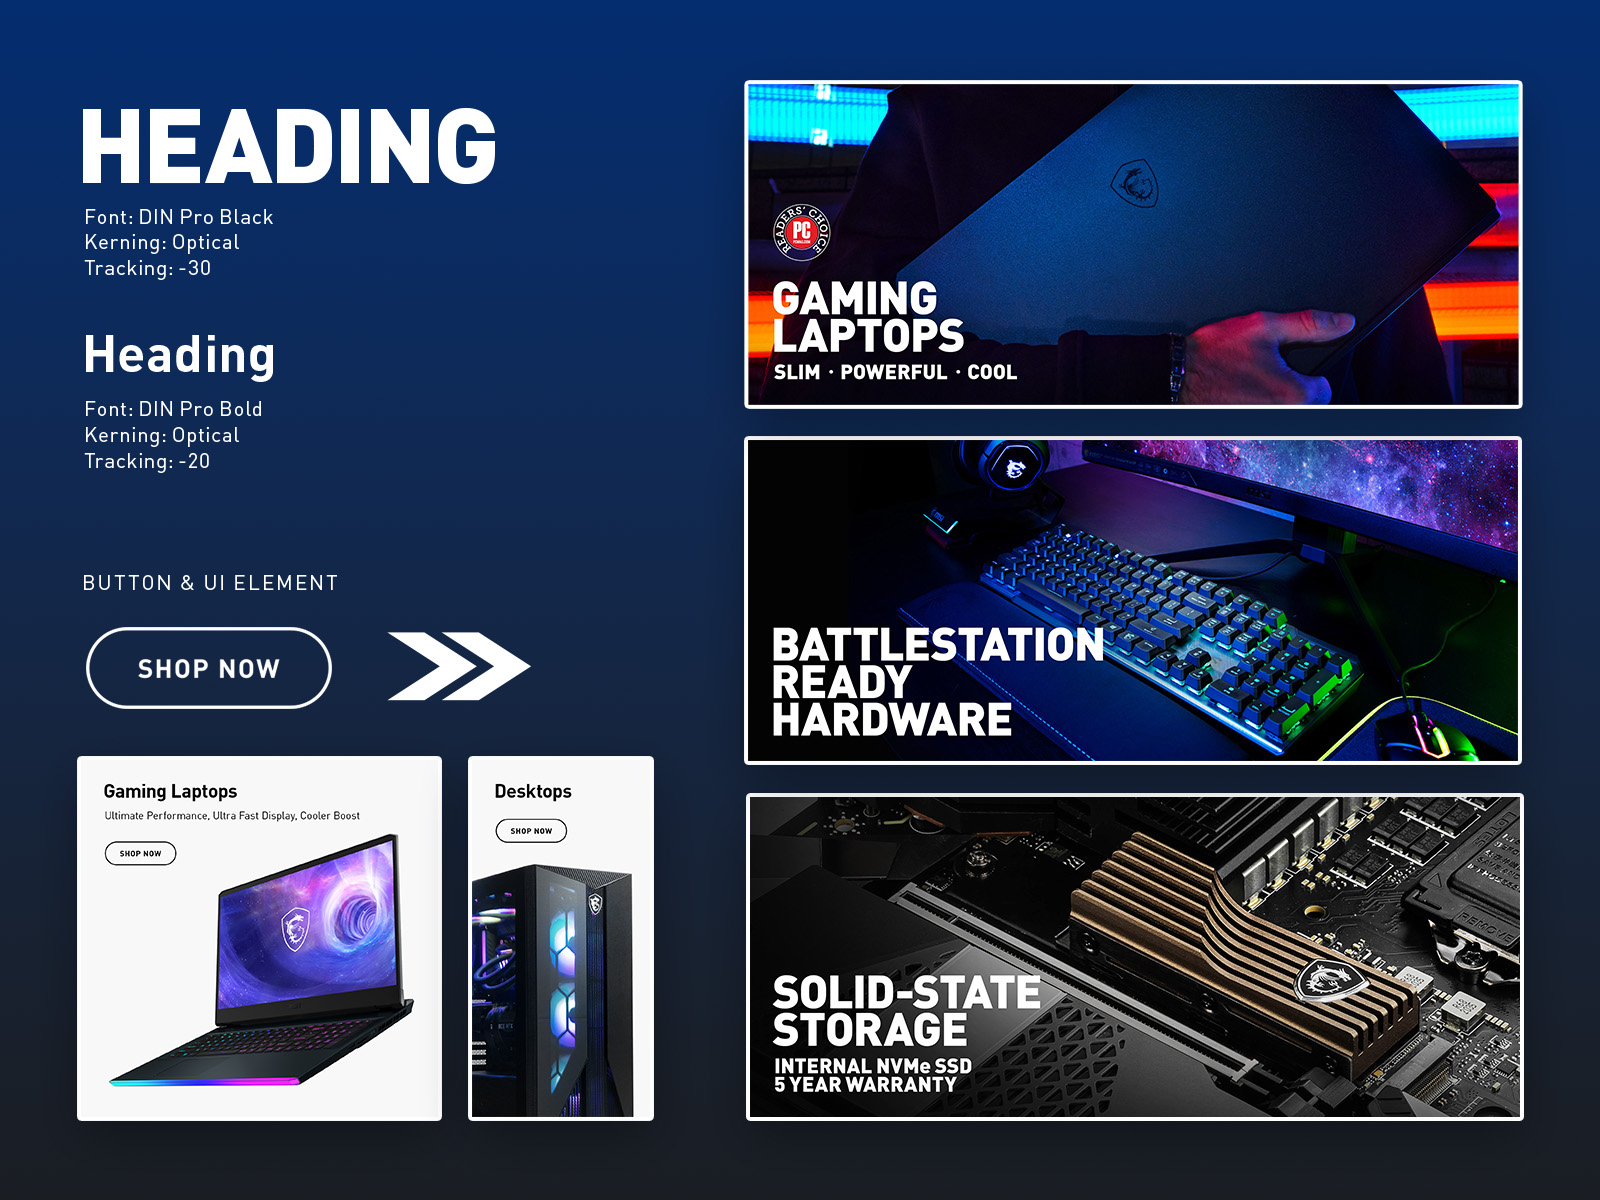 HEADING
Font: DIN Pro Black
Kerning: Optical
Tracking: -30
Heading
Font: DIN Pro Bold
Kerning: Optical
Tracking: -20
BUTTON & UI ELEMENT
SHOP NOW
Gaming Laptops
Ultimate Performance, Ultra Fast Display, Cooler Boost
SHOP NOW
Desktops
SHOP NOW
READERS' CHOICE
PC
GAMING
LAPTOPS
SLIM · POWERFUL · COOL
BATTLESTATION
READY
HARDWARE
SOLID-STATE
STORAGE
INTERNAL NVMe SSD
5 YEAR WARRANTY
REMOVE